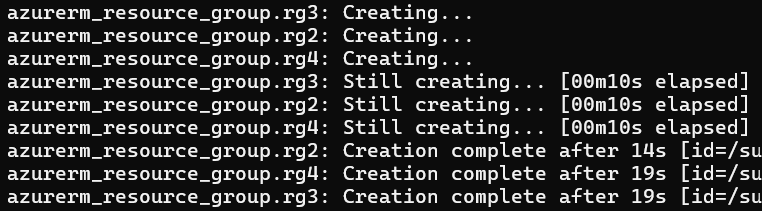 azurerm_resource_group.rg3: Creating...
azurerm_resource_group.rg2: Creating...
azurerm_resource_group.rg4: Creating...
azurerm_resource_group.rg3: Still creating... [00m10s elapsed]
azurerm_resource_group.rg2: Still creating... [00m10s elapsed]
azurerm_resource_group.rg4: Still creating... [00m10s elapsed]
azurerm_resource_group.rg2: Creation complete after 14s [id=/su
azurerm_resource_group.rg4: Creation complete after 19s [id=/su
azurerm_resource_group.rg3: Creation complete after 19s [id=/su